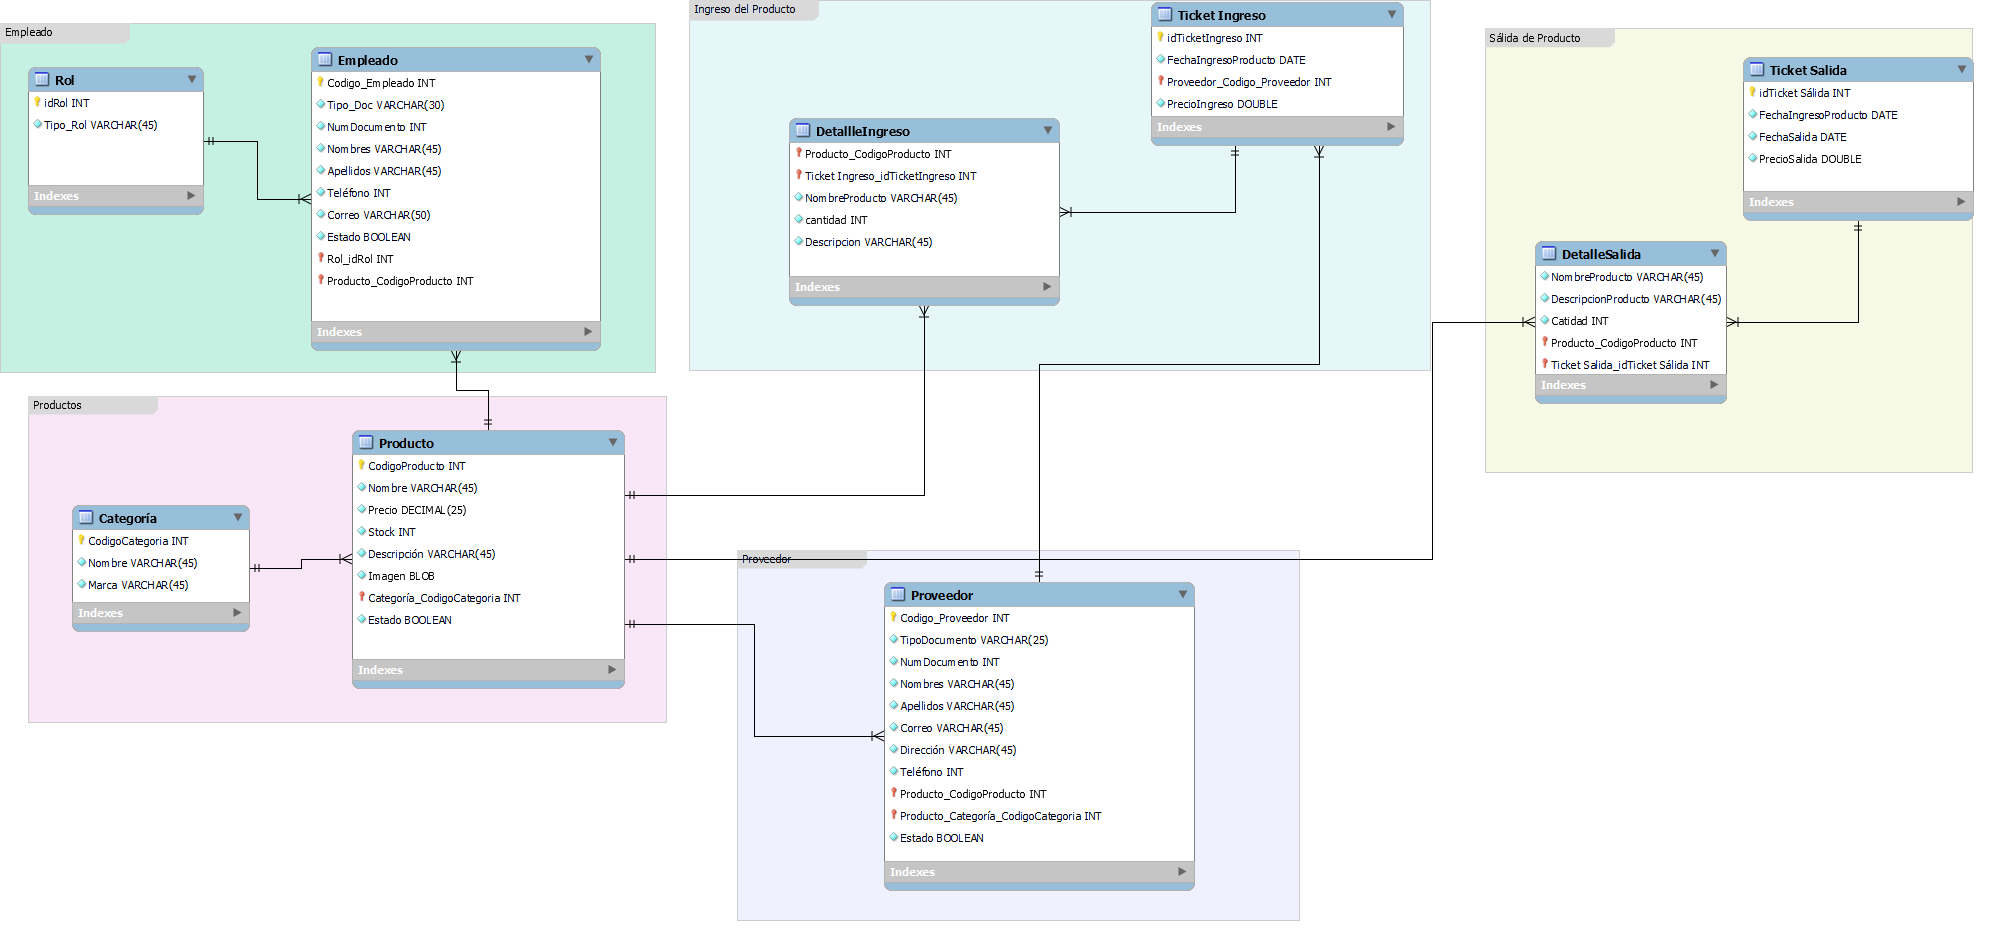 Empleado
Rol
idRol INT
Tipo_Rol VARCHAR(45)
Indexes
Empleado
Codigo_Empleado INT
Tipo_Doc VARCHAR(30)
NumDocumento INT
Nombres VARCHAR(45)
Apellidos VARCHAR(45)
Teléfono INT
Correo VARCHAR(50)
Estado BOOLEAN
Rol_idRol INT
Producto_CodigoProducto INT
Indexes
Ingreso del Producto
Ticket Ingreso
idTicketIngreso INT
FechaIngresoProducto DATE
Proveedor_Codigo_Proveedor INT
PrecioIngreso DOUBLE
Indexes
DetallleIngreso
Producto_CodigoProducto INT
Ticket Ingreso_idTicketIngreso INT
NombreProducto VARCHAR(45)
cantidad INT
Descripcion VARCHAR(45)
Indexes
Sálida de Producto
Ticket Salida
idTicket Sálida INT
FechaIngresoProducto DATE
FechaSalida DATE
PrecioSalida DOUBLE
Indexes
DetalleSalida
NombreProducto VARCHAR(45)
DescripcionProducto VARCHAR(45)
Catidad INT
Producto_CodigoProducto INT
Ticket Salida_idTicket Sálida INT
Indexes
Productos
Categoría
CodigoCategoria INT
Nombre VARCHAR(45)
Marca VARCHAR(45)
Indexes
Producto
CodigoProducto INT
Nombre VARCHAR(45)
Precio DECIMAL(25)
Stock INT
Descripción VARCHAR(45)
Imagen BLOB
Categoría_CodigoCategoria INT
Estado BOOLEAN
Indexes
Proveedor
Proveedor
Codigo_Proveedor INT
TipoDocumento VARCHAR(25)
NumDocumento INT
Nombres VARCHAR(45)
Apellidos VARCHAR(45)
Correo VARCHAR(45)
Dirección VARCHAR(45)
Teléfono INT
Producto_CodigoProducto INT
Producto_Categoría_CodigoCategoria INT
Estado BOOLEAN
Indexes